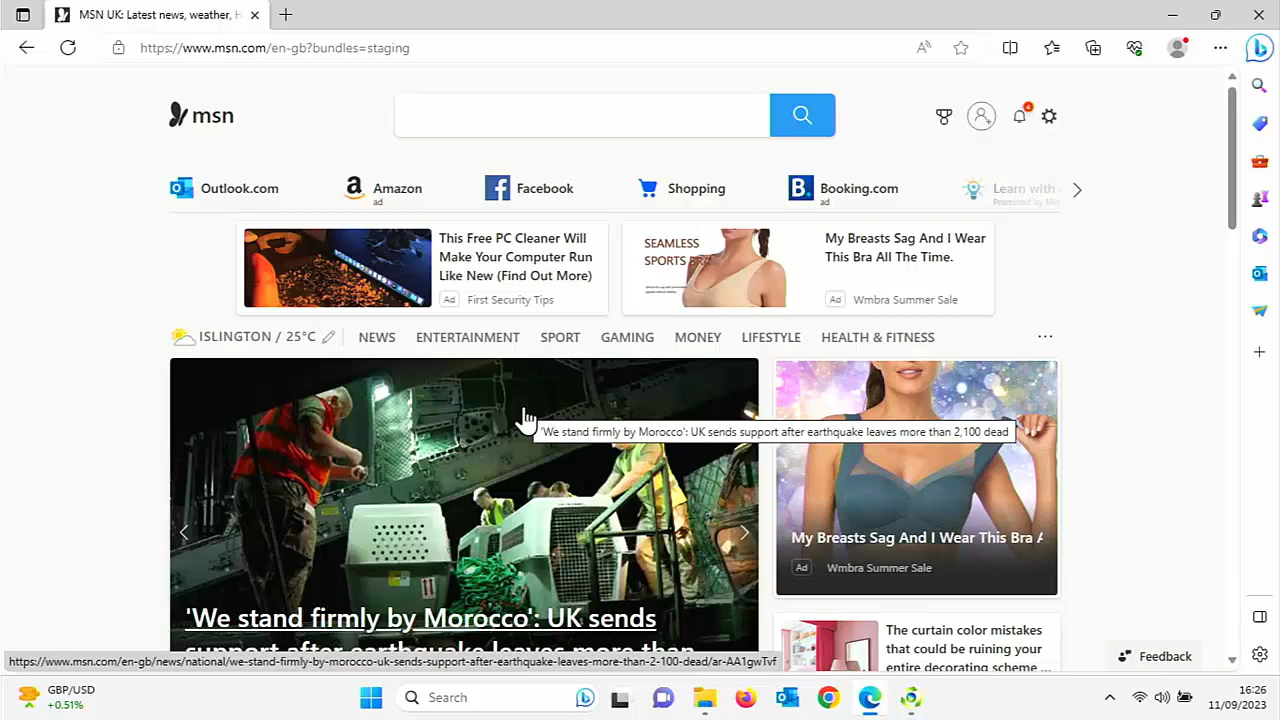 MSN UK: Latest news, weather, H
https://www.msn.com/en-gb?bundles=staging
msn
4
Outlook.com
Amazon
ad
Facebook
Shopping
Booking.com
ad
Learn with
Promoted by Mic
This Free PC Cleaner Will
Make Your Computer Run
Like New (Find Out More)
Ad First Security Tips
SEAMLESS
SPORTS
My Breasts Sag And I Wear
This Bra All The Time.
Ad Wmbra Summer Sale
ISLINGTON / 25°C
NEWS
ENTERTAINMENT
SPORT
GAMING
MONEY
LIFESTYLE
HEALTH & FITNESS
'We stand firmly by Morocco': UK sends support after earthquake leaves more than 2,100 dead
My Breasts Sag And I Wear This Bra A
Ad Wmbra Summer Sale
'We stand firmly by Morocco': UK sends
support after earthquake leaves more than
The curtain color mistakes
that could be ruining your
entire decorating scheme ...
Feedback
https://www.msn.com/en-gb/news/national/we-stand-firmly-by-morocco-uk-sends-support-after-earthquake-leaves-more-than-2-100-dead/ar-AA1gwTvf
GBP/USD
+0.51%
Search
16:26
11/09/2023